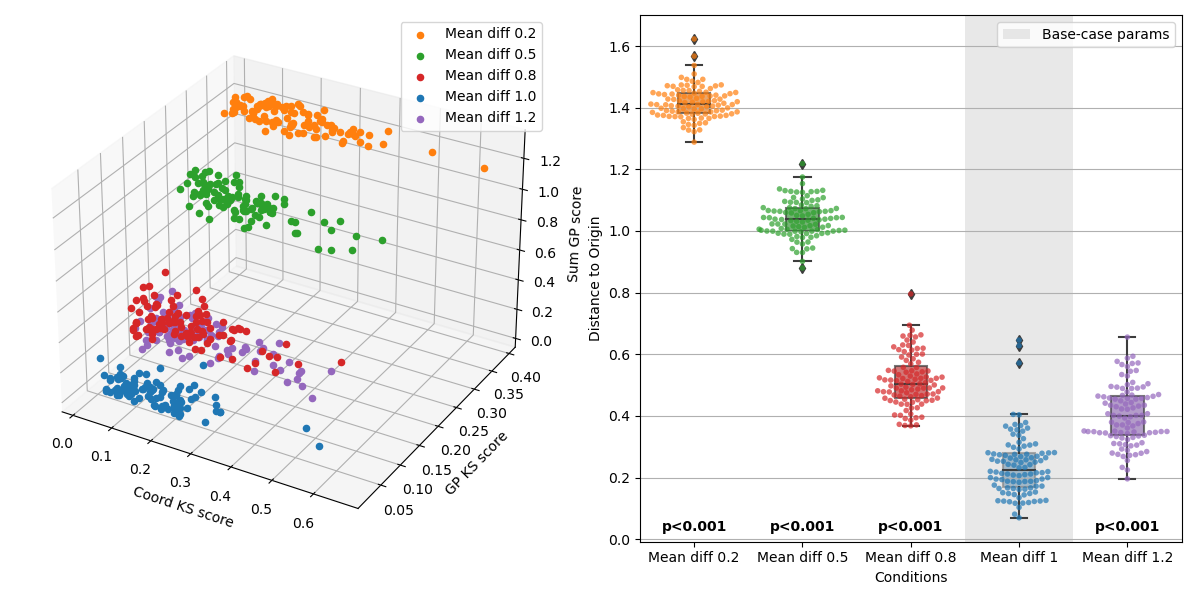 Mean diff 0.2
Mean diff 0.5
Mean diff 0.8
Mean diff 1.0
Mean diff 1.2
1.2
1.0
0.8
0.6
0.4
0.2
0.0
Sum GP score
0.40
0.35
0.30
0.25
0.20
0.15
0.10
0.05
GP KS score
0.0
0.1
0.2
0.3
0.4
0.5
0.6
Coord KS score
Base-case params
1.6
1.4
1.2
1.0
0.8
0.6
0.4
0.2
0.0
Distance to Origin
p<0.001 p<0.001 p<0.001 p<0.001
Mean diff 0.2 Mean diff 0.5 Mean diff 0.8 Mean diff 1 Mean diff 1.2
Conditions